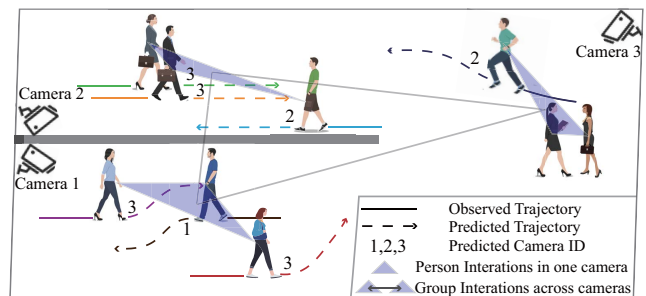 Camera 3
2
3
Camera 2
3
2
Camera 1
3
1
3
Observed Trajectory
Predicted Trajectory
1,2,3 Predicted Camera ID
Person Interations in one camera
Group Interations across cameras